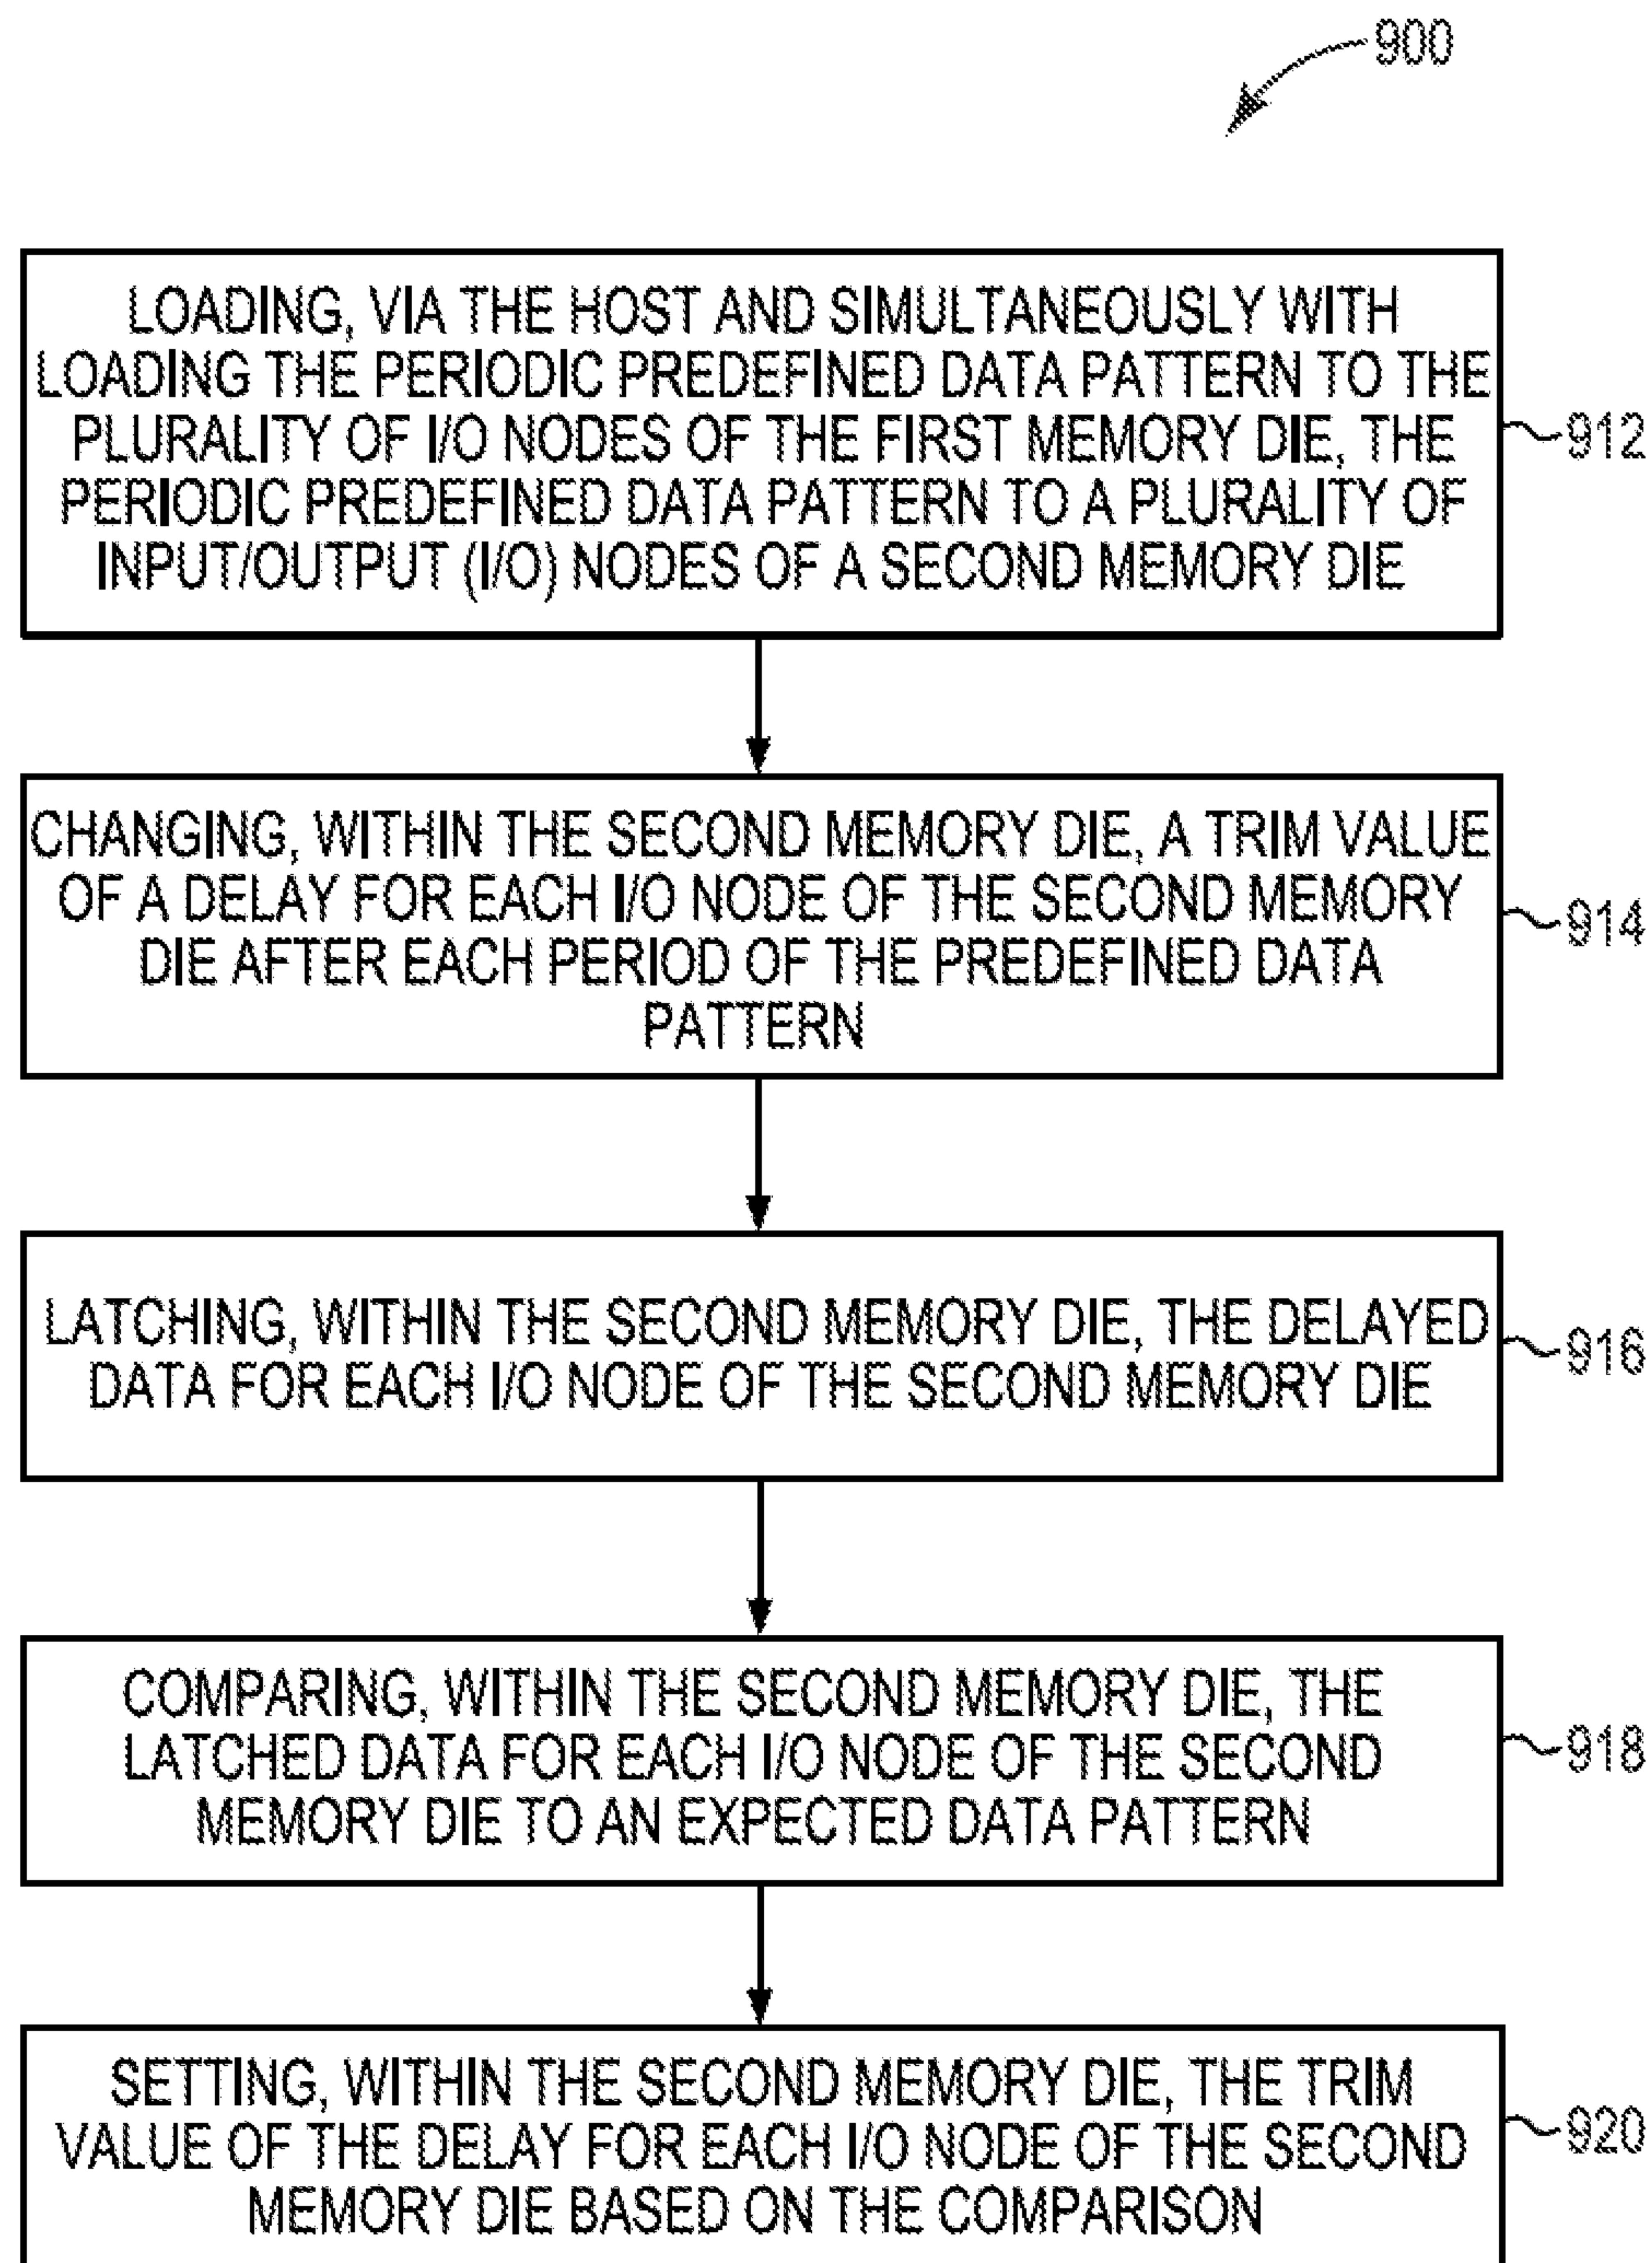 900
LOADING, VIA THE HOST AND SIMULTANEOUSLY WITH
LOADING THE PERIODIC PREDEFINED DATA PATTERN TO THE
PLURALITY OF I/O NODES OF THE FIRST MEMORY DIE, THE
PERIODIC PREDEFINED DATA PATTERN TO A PLURALITY OF
INPUT/OUTPUT (I/O) NODES OF A SECOND MEMORY DIE
912
CHANGING, WITHIN THE SECOND MEMORY DIE, A TRIM VALUE
OF A DELAY FOR EACH I/O NODE OF THE SECOND MEMORY
DIE AFTER EACH PERIOD OF THE PREDEFINED DATA
PATTERN
914
LATCHING, WITHIN THE SECOND MEMORY DIE, THE DELAYED
DATA FOR EACH I/O NODE OF THE SECOND MEMORY DIE
916
COMPARING, WITHIN THE SECOND MEMORY DIE, THE
LATCHED DATA FOR EACH I/O NODE OF THE SECOND
MEMORY DIE TO AN EXPECTED DATA PATTERN
918
SETTING, WITHIN THE SECOND MEMORY DIE, THE TRIM
VALUE OF THE DELAY FOR EACH I/O NODE OF THE SECOND
MEMORY DIE BASED ON THE COMPARISON
920